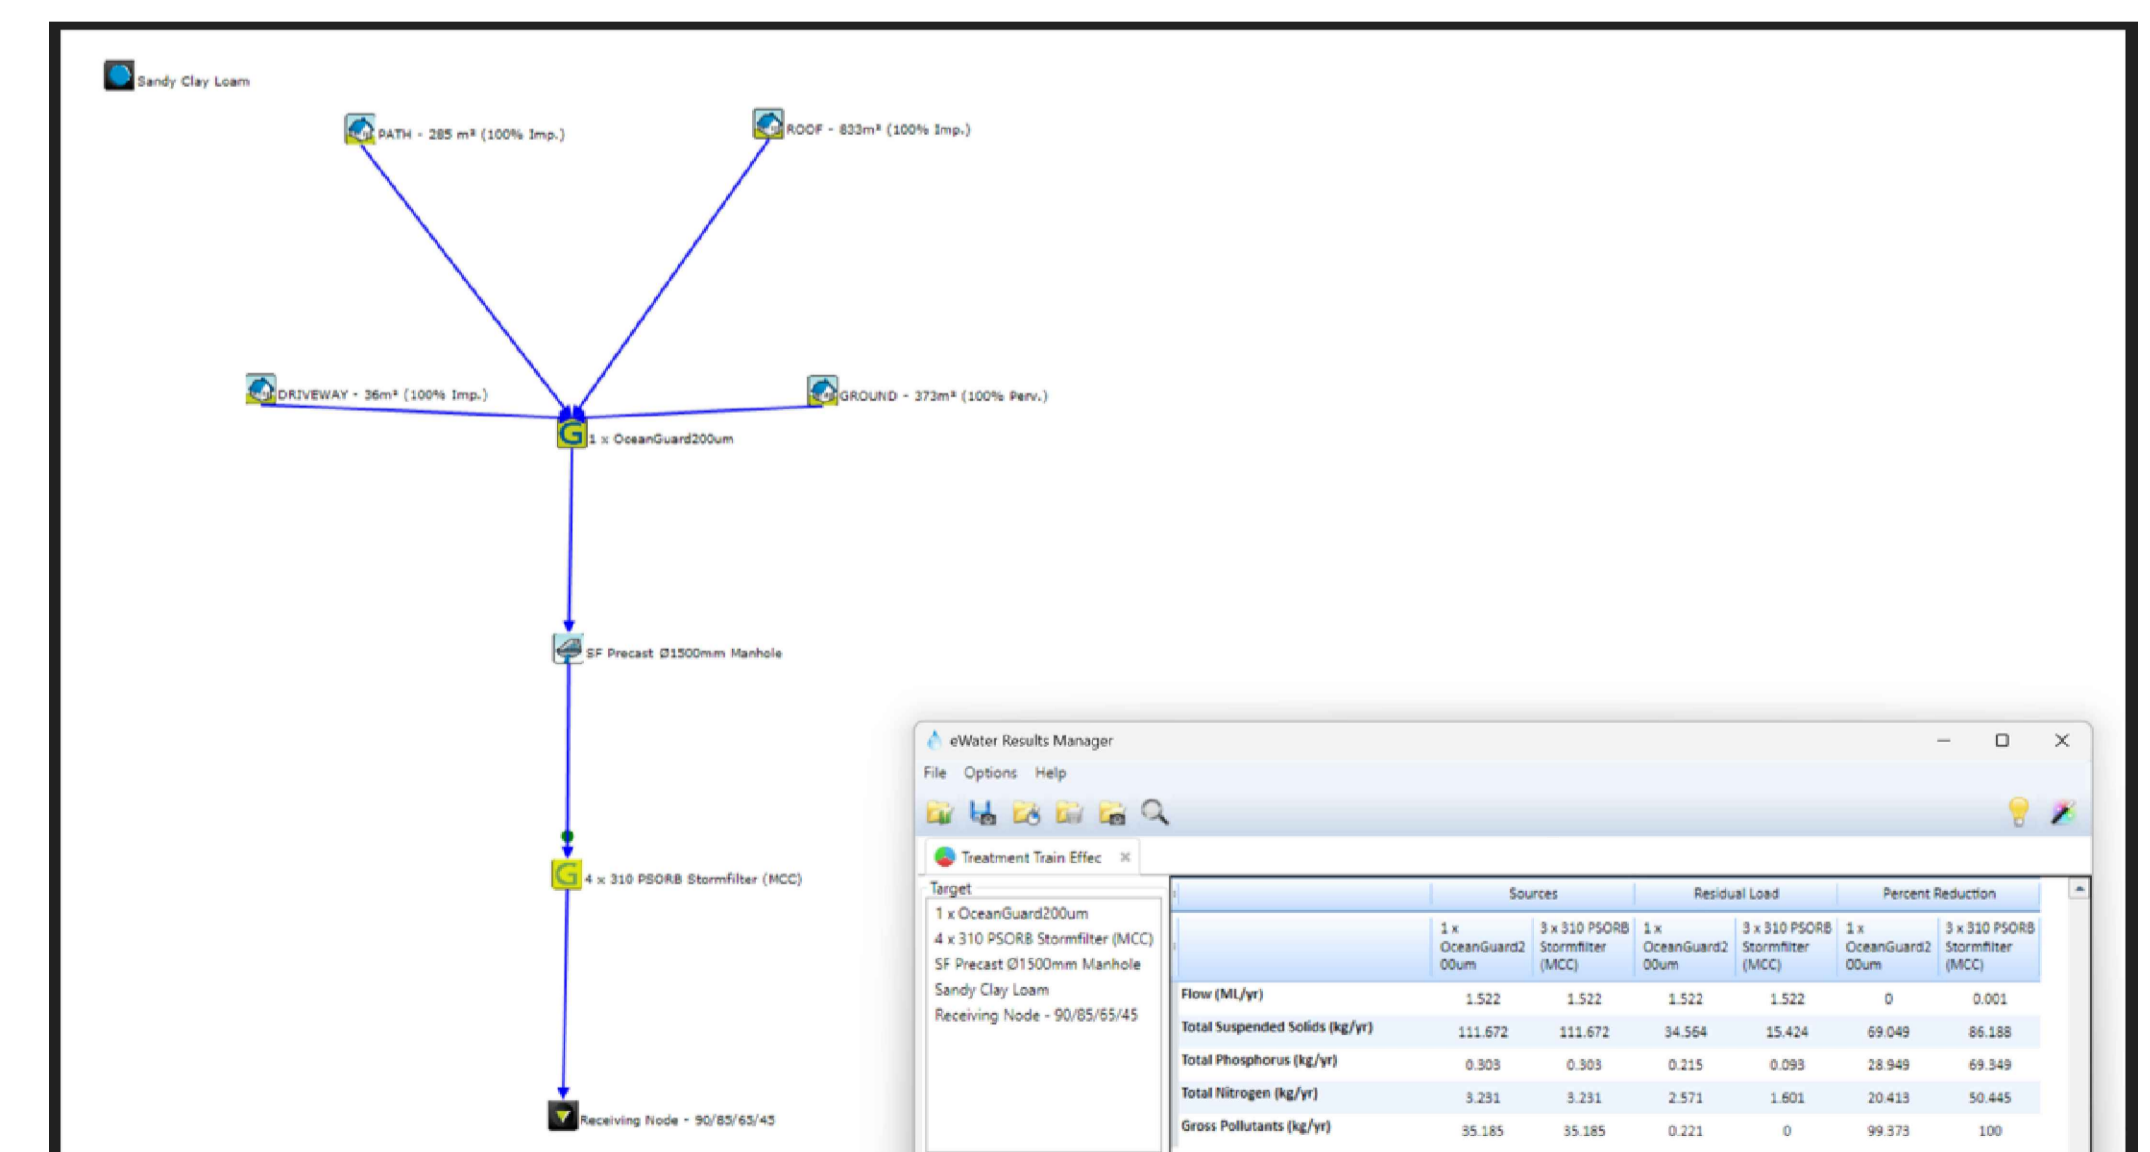 Sandy Clay Loam
PATH - 285 m² (100% Imp.)
ROOF - 833m² (100% Imp.)
DRIVEWAY - 36m² (100% Imp.)
GROUND - 373m² (100% Perv.)
G
1 x OceanGuard200um
SF Precast Ø1500mm Manhole
G
4 x 310 PSORB Stormfilter (MCC)
Receiving Node - 90/85/65/45
eWater Results Manager
File Options Help
Treatment Train Effec
Target
1 x OceanGuard200um
4 x 310 PSORB Stormfilter (MCC)
SF Precast Ø1500mm Manhole
Sandy Clay Loam
Receiving Node - 90/85/65/45
Sources Residual Load Percent Reduction
1 x 3 x 310 PSORB 1 x 3 x 310 PSORB 1 x 3 x 310 PSORB
OceanGuard2 Stormfilter OceanGuard2 Stormfilter OceanGuard2 Stormfilter
00um (MCC) 00um (MCC) 00um (MCC)
Flow (ML/yr) 1.522 1.522 1.522 1.522 0 0.001
Total Suspended Solids (kg/yr) 111.672 111.672 34.564 15.424 69.049 86.188
Total Phosphorus (kg/yr) 0.303 0.303 0.215 0.093 28.949 69.349
Total Nitrogen (kg/yr) 3.231 3.231 2.571 1.601 20.413 50.445
Gross Pollutants (kg/yr) 35.185 35.185 0.221 0 99.373 100